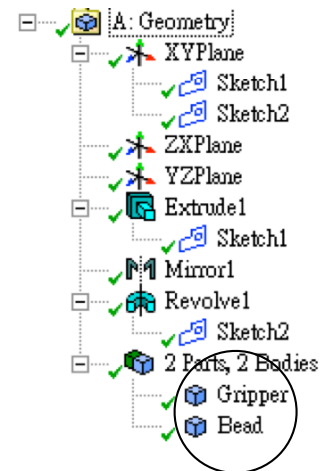 A: Geometry
XYPlane
Sketch1
Sketch2
ZXPlane
YZPlane
Extrude1
Sketch1
Mirror1
Revolve1
Sketch2
2 Parts, 2 Bodies
Gripper
Bead